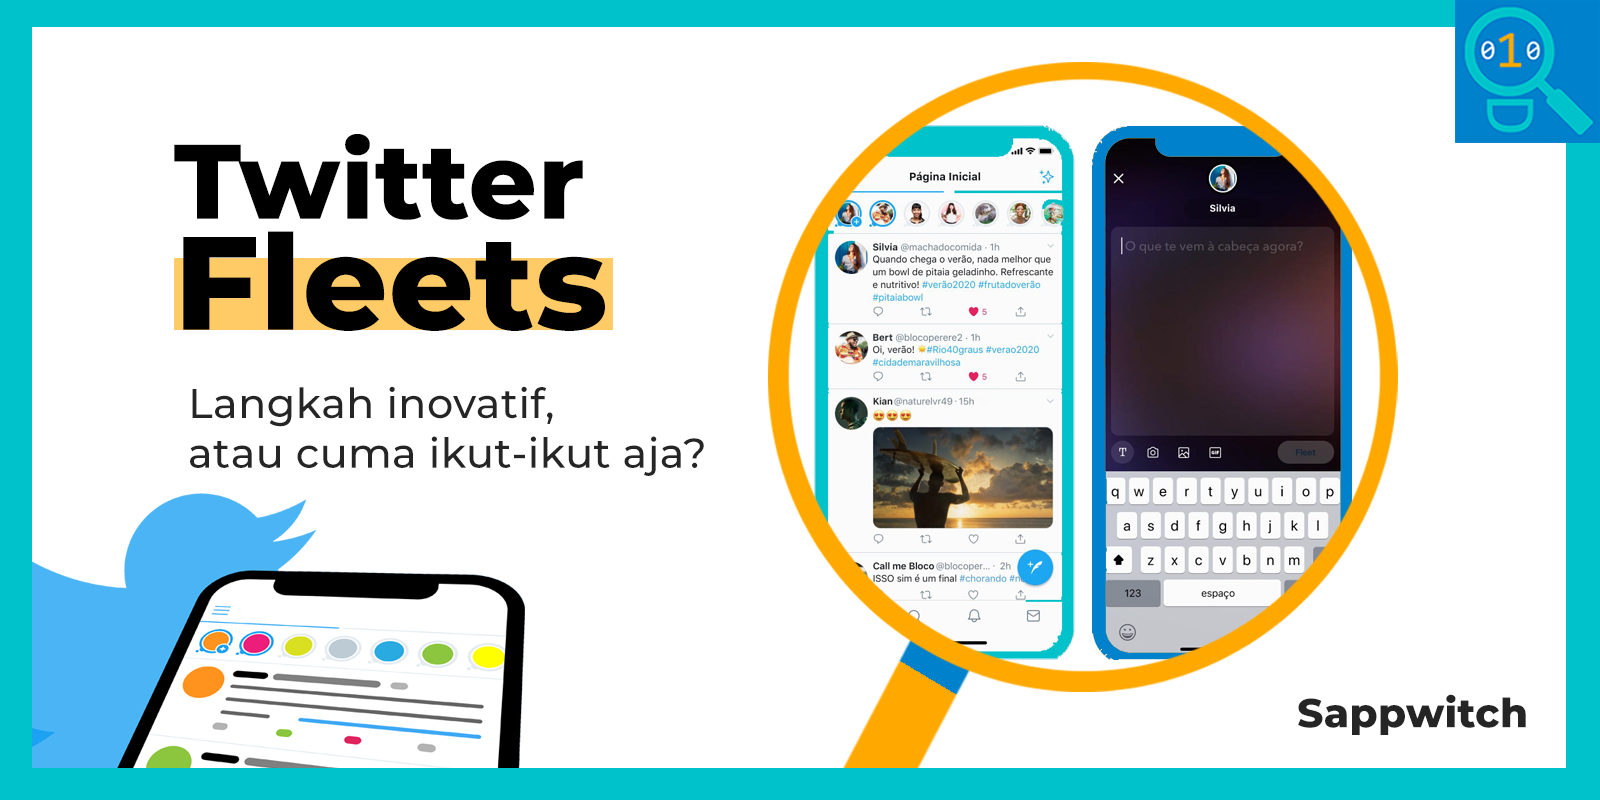 010
Twitter
Fleets
Langkah inovatif,
atau cuma ikut-ikut aja?
Página Inicial
Silvia @machadocomida · 1h
Quando chega o verão, nada melhor que
um bowl de pitaia geladinho. Refrescante
e nutritivo! #verão2020 #frutadoverão
#pitaiabowl
5
Bert @blocoperere2 · 1h
Oi, verão! #Rio40graus #verao2020
#cidademaravilhosa
5
Kian @naturelvr49 · 15h
Call me Bloco @blocoper... · 2h
ISSO sim é um final #chorando
Silvia
O que te vem à cabeça agora?
T
GIF
Fleet
q w e r t y u i o p
a s d f g h j k l
z x c v b n m
123
espaço
Sappwitch